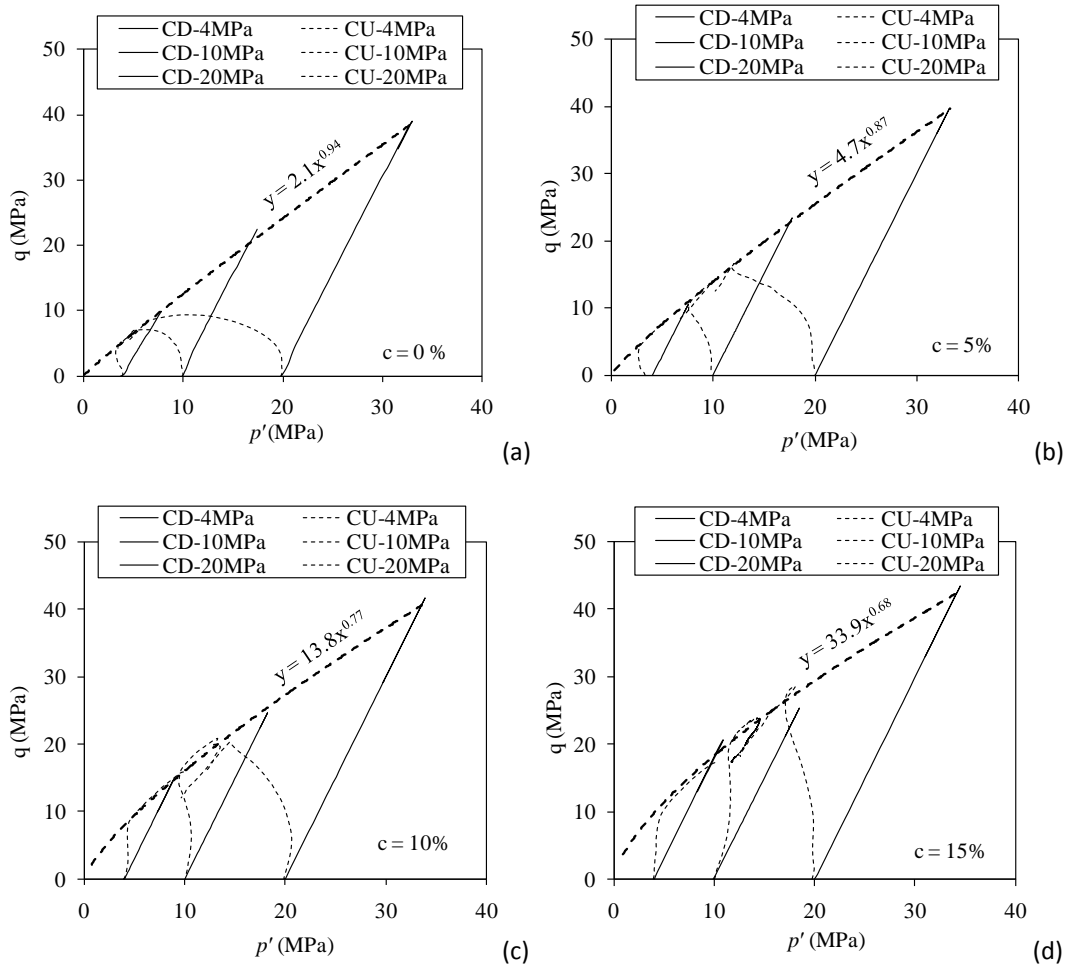 CD-4MPa CU-4MPa
CD-10MPa CU-10MPa
CD-20MPa CU-20MPa
50
40
30
20
10
0
q (MPa)
y = 2.1x^0.94
c = 0 %
0 10 20 30 40
p′(MPa)
(a)
CD-4MPa CU-4MPa
CD-10MPa CU-10MPa
CD-20MPa CU-20MPa
50
40
30
20
10
0
q (MPa)
y = 4.7x^0.87
c = 5%
0 10 20 30 40
p′(MPa)
(b)
CD-4MPa CU-4MPa
CD-10MPa CU-10MPa
CD-20MPa CU-20MPa
50
40
30
20
10
0
q (MPa)
y = 13.8x^0.77
c = 10%
0 10 20 30 40
p′ (MPa)
(c)
CD-4MPa CU-4MPa
CD-10MPa CU-10MPa
CD-20MPa CU-20MPa
50
40
30
20
10
0
q (MPa)
y = 33.9x^0.68
c = 15%
0 10 20 30 40
p′ (MPa)
(d)